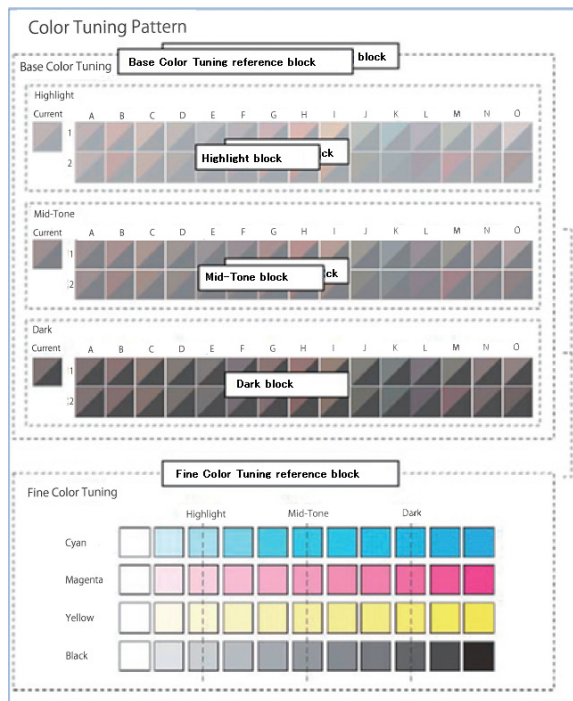 Color Tuning Pattern
block
Base Color Tuning
Base Color Tuning reference block
Highlight
Current A B C D E F G H I J K L M N O
1
2
Highlight block
Mid-Tone
Current A B C D E F G H I J K L M N O
1
2
Mid-Tone block
Dark
Current A B C D E F G H I J K L M N O
1
2
Dark block
Fine Color Tuning reference block
Fine Color Tuning
Highlight Mid-Tone Dark
Cyan
Magenta
Yellow
Black